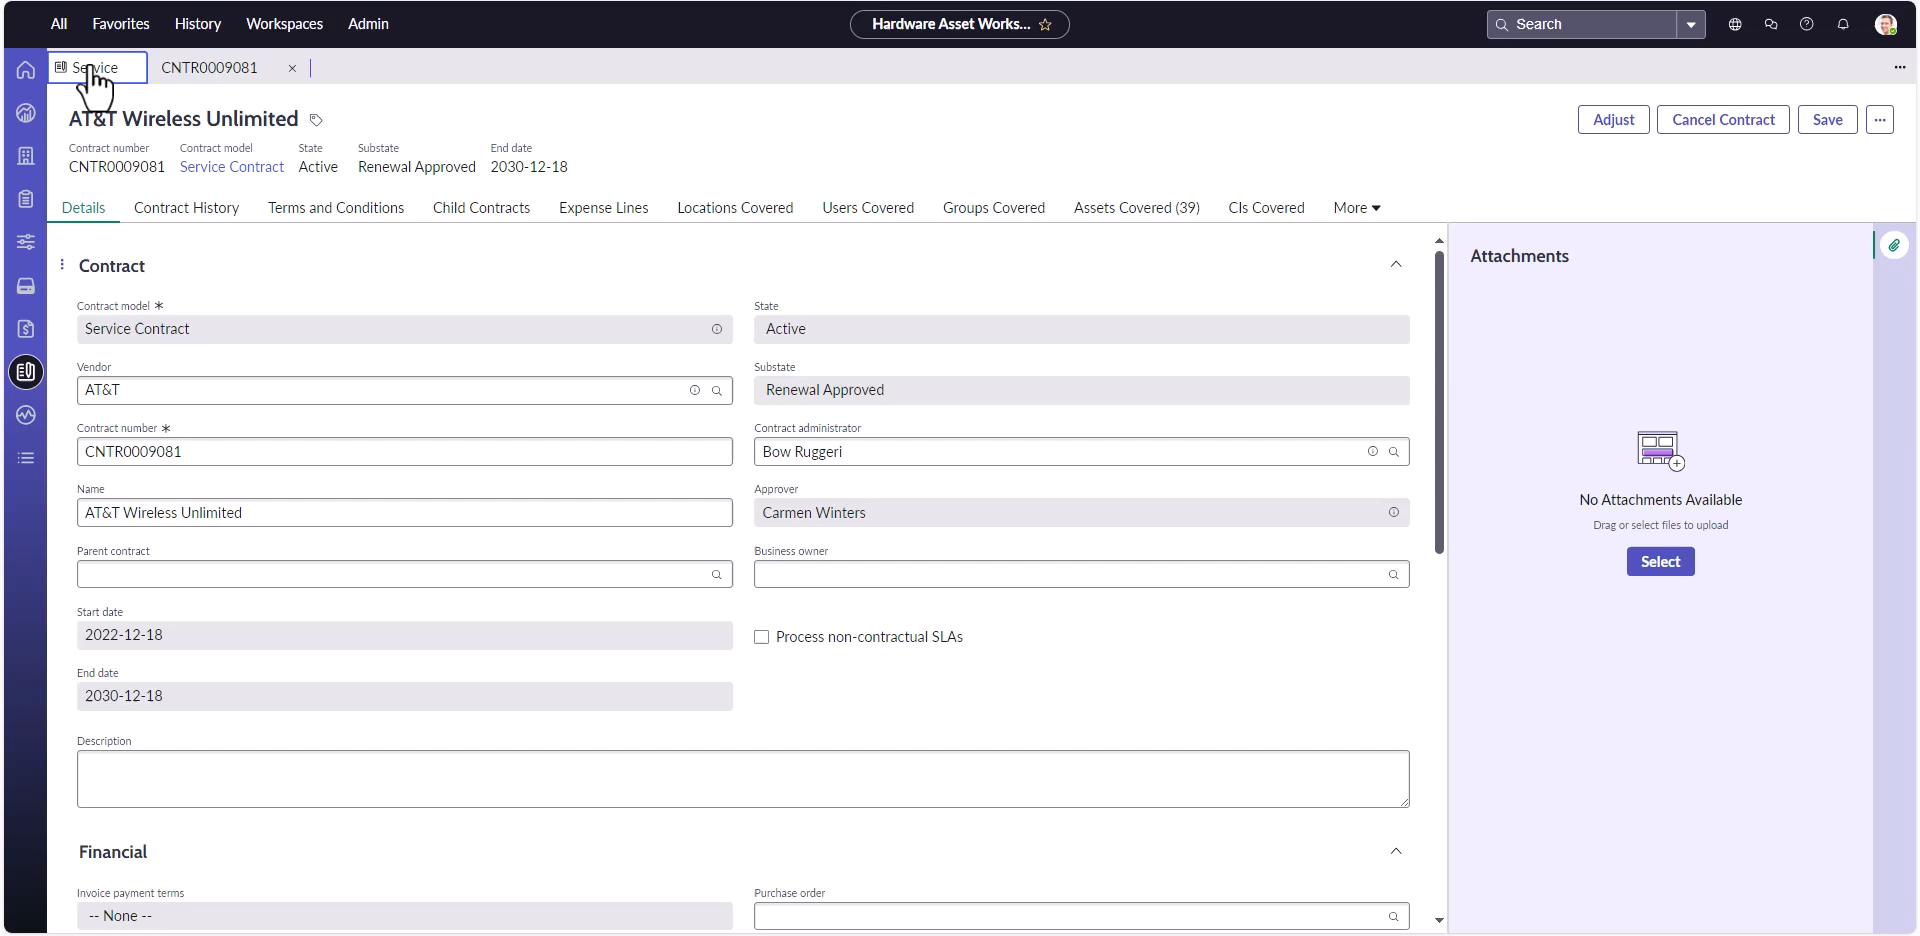 All Favorites History Workspaces Admin Hardware Asset Works... Search
Service CNTR0009081
AT&T Wireless Unlimited
Adjust Cancel Contract Save
Contract number Contract model State Substate End date
CNTR0009081 Service Contract Active Renewal Approved 2030-12-18
Details Contract History Terms and Conditions Child Contracts Expense Lines Locations Covered Users Covered Groups Covered Assets Covered (39) CIs Covered More
Contract
Contract model *
Service Contract
State
Active
Vendor
AT&T
Substate
Renewal Approved
Contract number *
CNTR0009081
Contract administrator
Bow Ruggeri
Name
AT&T Wireless Unlimited
Approver
Carmen Winters
Parent contract
Business owner
Start date
2022-12-18
Process non-contractual SLAs
End date
2030-12-18
Description
Financial
Invoice payment terms
-- None --
Purchase order
Attachments
No Attachments Available
Drag or select files to upload
Select